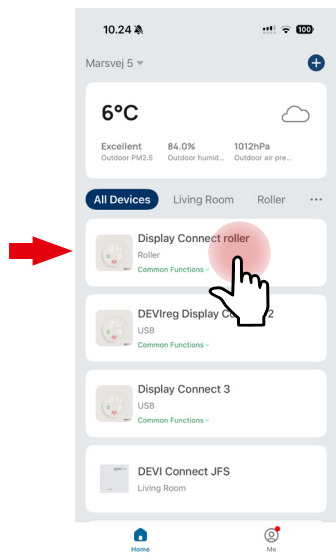 10.24
100
Marsvej 5
6°C
Excellent 84.0% 1012hPa
Outdoor PM2.5 Outdoor humid... Outdoor air pre...
All Devices Living Room Roller ...
Display Connect roller
Roller
Common Functions
DEVIreg Display Co 2
USB
Common Functions
Display Connect 3
USB
Common Functions
DEVI Connect JFS
Living Room
Home Me